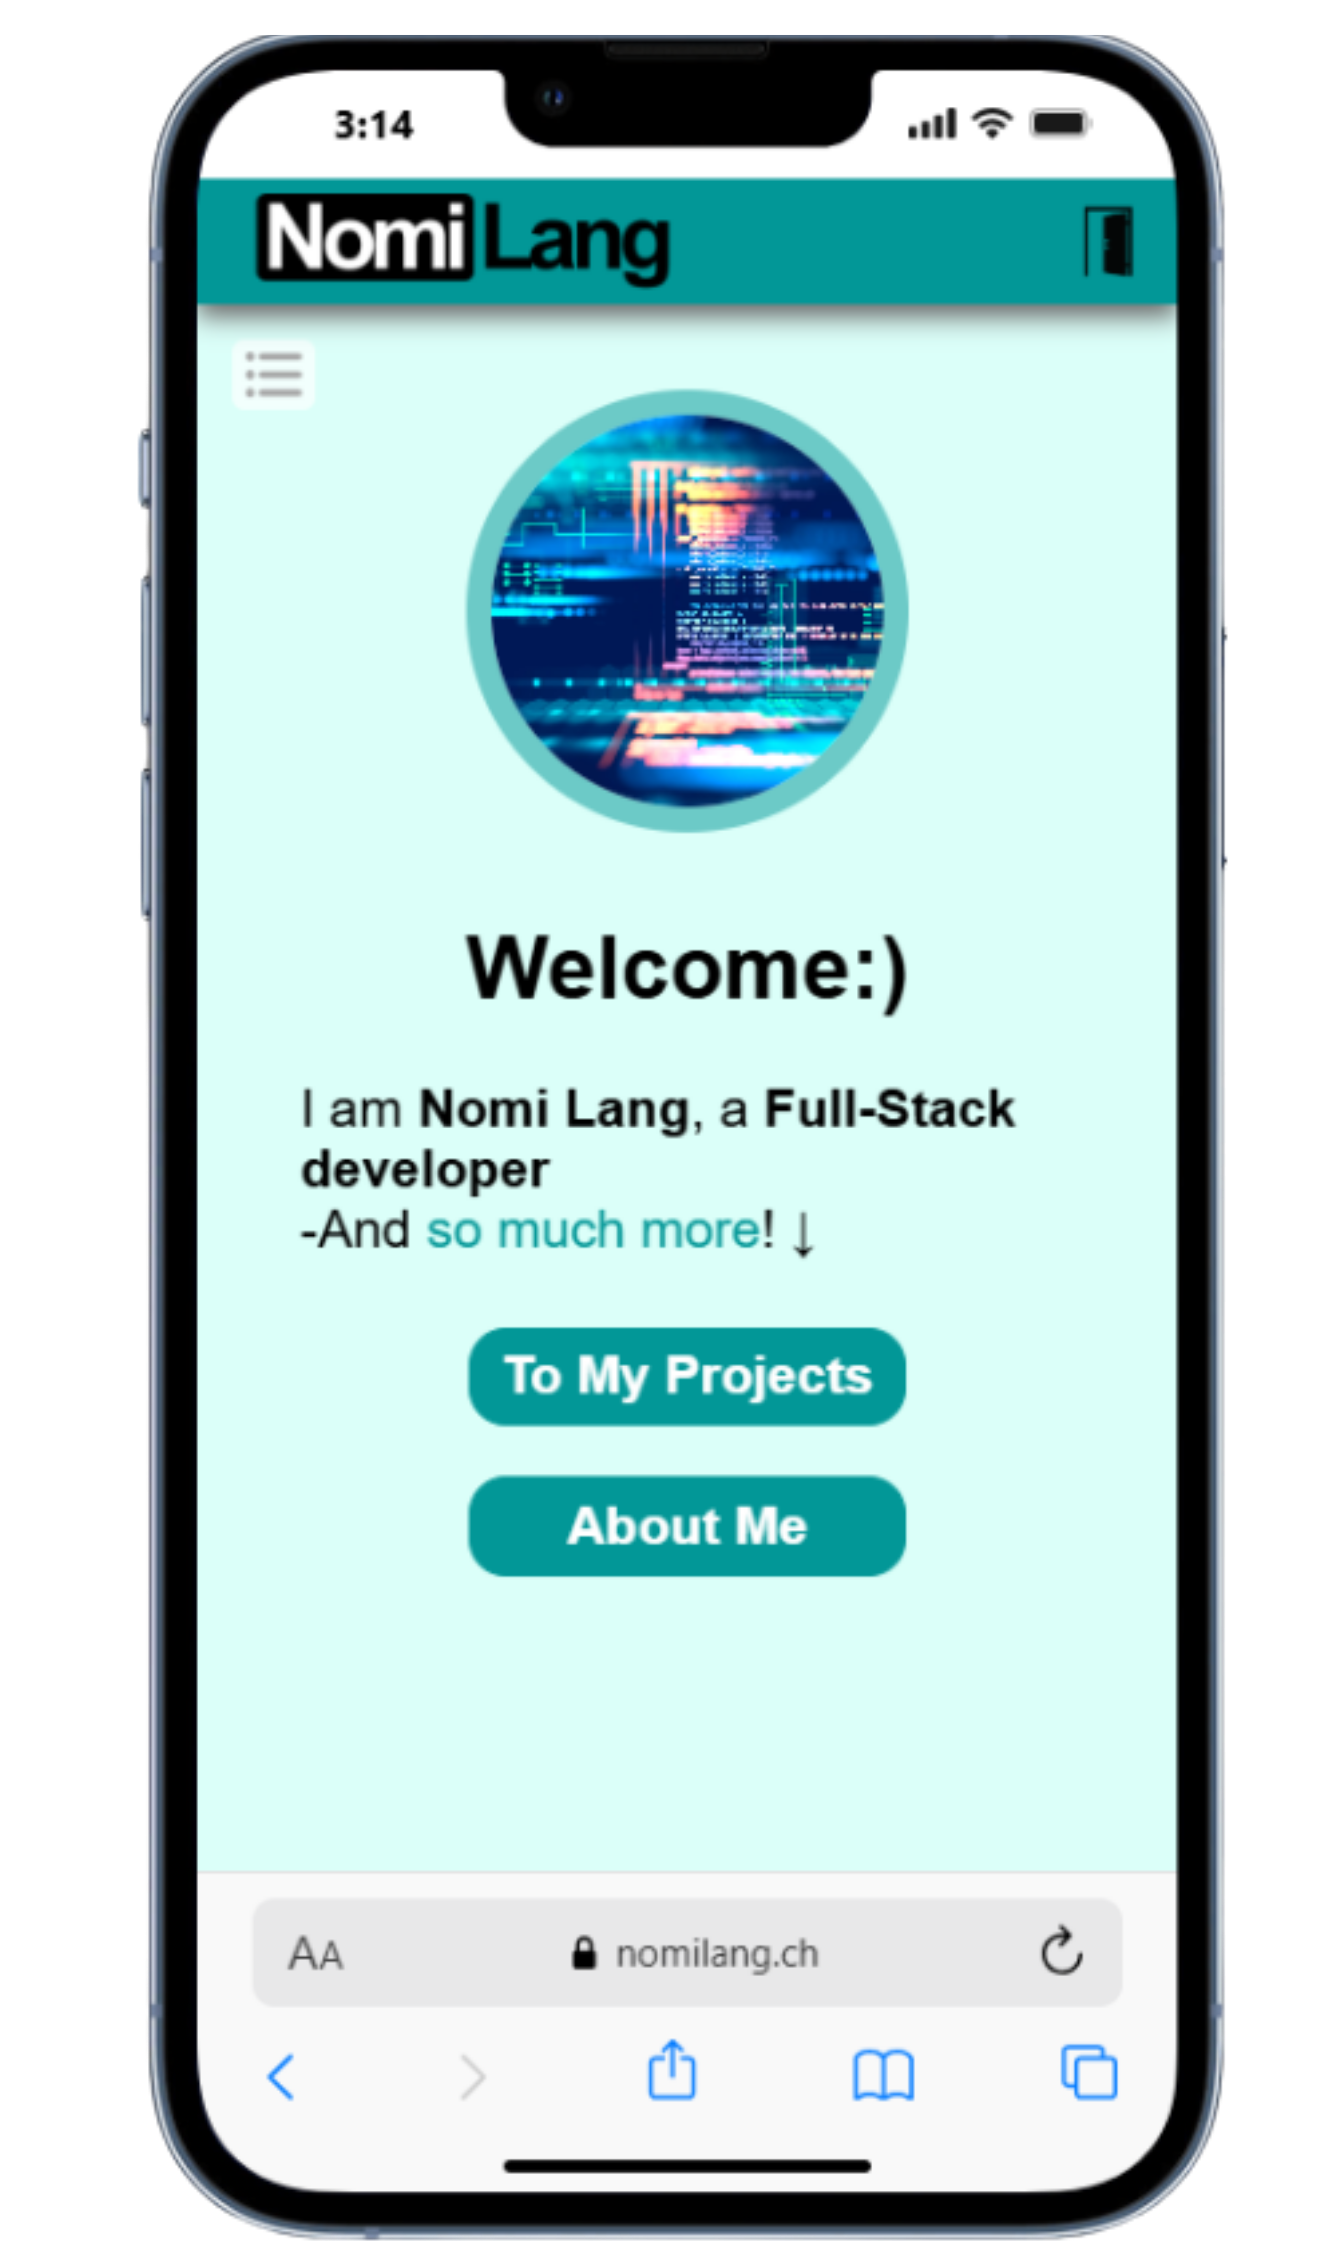 3:14
Nomi Lang
Welcome:)
I am Nomi Lang, a Full-Stack
developer
-And so much more! ↓
To My Projects
About Me
AA nomilang.ch